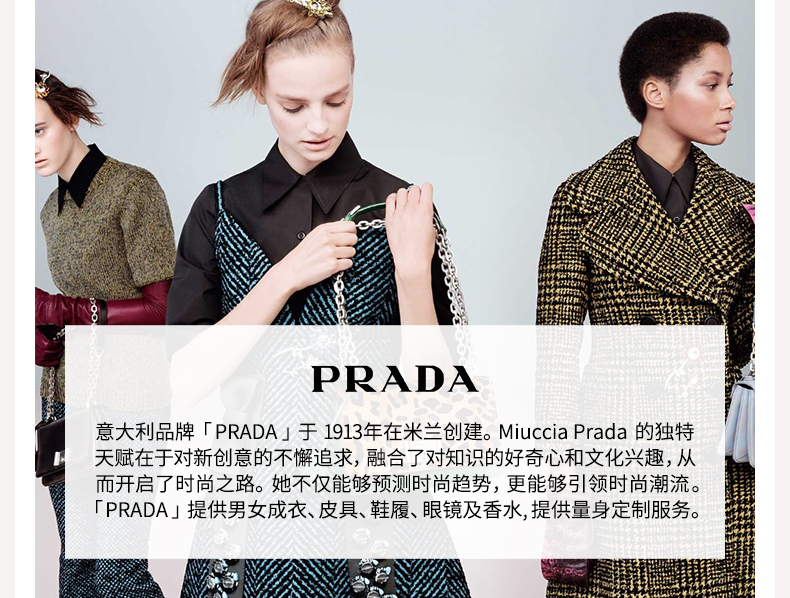 PRADA
意大利品牌「PRADA」于 1913年在米兰创建。Miuccia Prada 的独特
天赋在于对新创意的不懈追求，融合了对知识的好奇心和文化兴趣，从
而开启了时尚之路。她不仅能够预测时尚趋势，更能够引领时尚潮流。
「PRADA」提供男女成衣、皮具、鞋履、眼镜及香水, 提供量身定制服务。